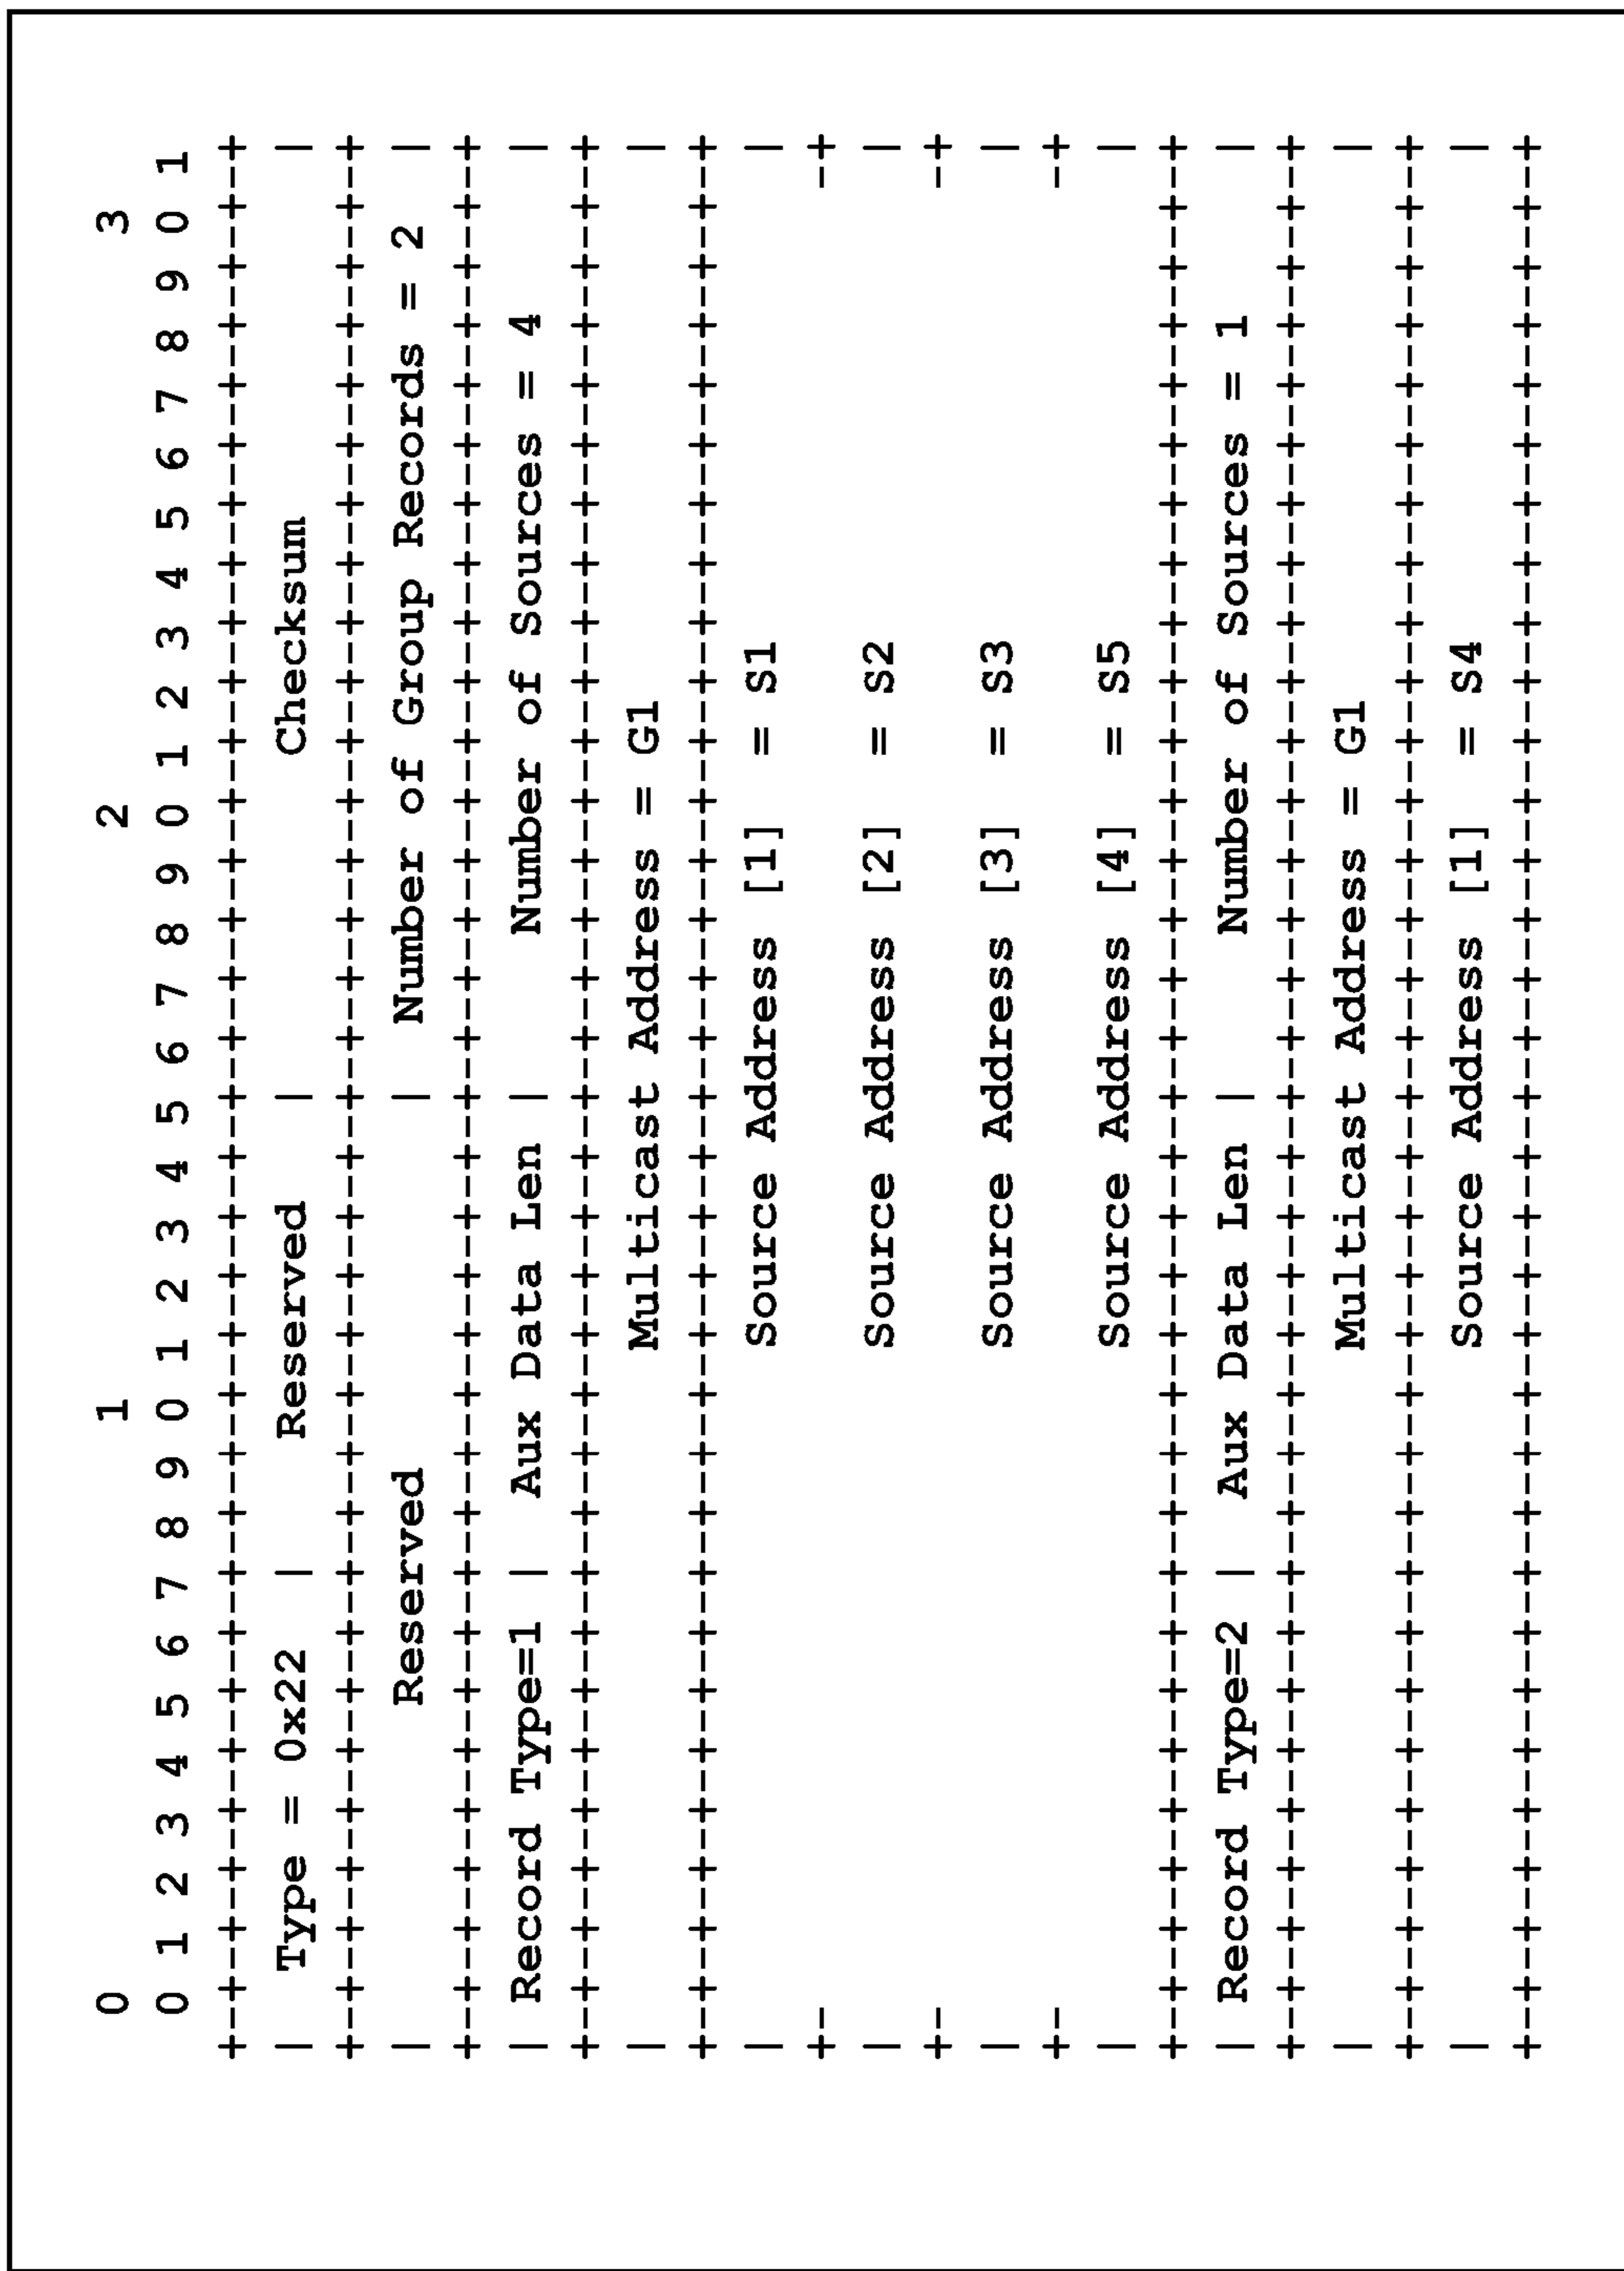 0                   1                   2                   3
 0 1 2 3 4 5 6 7 8 9 0 1 2 3 4 5 6 7 8 9 0 1 2 3 4 5 6 7 8 9 0 1
+-+-+-+-+-+-+-+-+-+-+-+-+-+-+-+-+-+-+-+-+-+-+-+-+-+-+-+-+-+-+-+-+
|  Type = 0x22  |    Reserved   |           Checksum            |
+-+-+-+-+-+-+-+-+-+-+-+-+-+-+-+-+-+-+-+-+-+-+-+-+-+-+-+-+-+-+-+-+
|           Reserved            |  Number of Group Records = 2  |
+-+-+-+-+-+-+-+-+-+-+-+-+-+-+-+-+-+-+-+-+-+-+-+-+-+-+-+-+-+-+-+-+
| Record Type=1 |  Aux Data Len |     Number of Sources = 4     |
+-+-+-+-+-+-+-+-+-+-+-+-+-+-+-+-+-+-+-+-+-+-+-+-+-+-+-+-+-+-+-+-+
|                       Multicast Address = G1                  |
+-+-+-+-+-+-+-+-+-+-+-+-+-+-+-+-+-+-+-+-+-+-+-+-+-+-+-+-+-+-+-+-+
|                       Source Address [1]  = S1                |
+-                                                             -+
|                       Source Address [2]  = S2                |
+-                                                             -+
|                       Source Address [3]  = S3                |
+-                                                             -+
|                       Source Address [4]  = S5                |
+-+-+-+-+-+-+-+-+-+-+-+-+-+-+-+-+-+-+-+-+-+-+-+-+-+-+-+-+-+-+-+-+
| Record Type=2 |  Aux Data Len |     Number of Sources = 1     |
+-+-+-+-+-+-+-+-+-+-+-+-+-+-+-+-+-+-+-+-+-+-+-+-+-+-+-+-+-+-+-+-+
|                       Multicast Address = G1                  |
+-+-+-+-+-+-+-+-+-+-+-+-+-+-+-+-+-+-+-+-+-+-+-+-+-+-+-+-+-+-+-+-+
|                       Source Address [1]  = S4                |
+-+-+-+-+-+-+-+-+-+-+-+-+-+-+-+-+-+-+-+-+-+-+-+-+-+-+-+-+-+-+-+-+